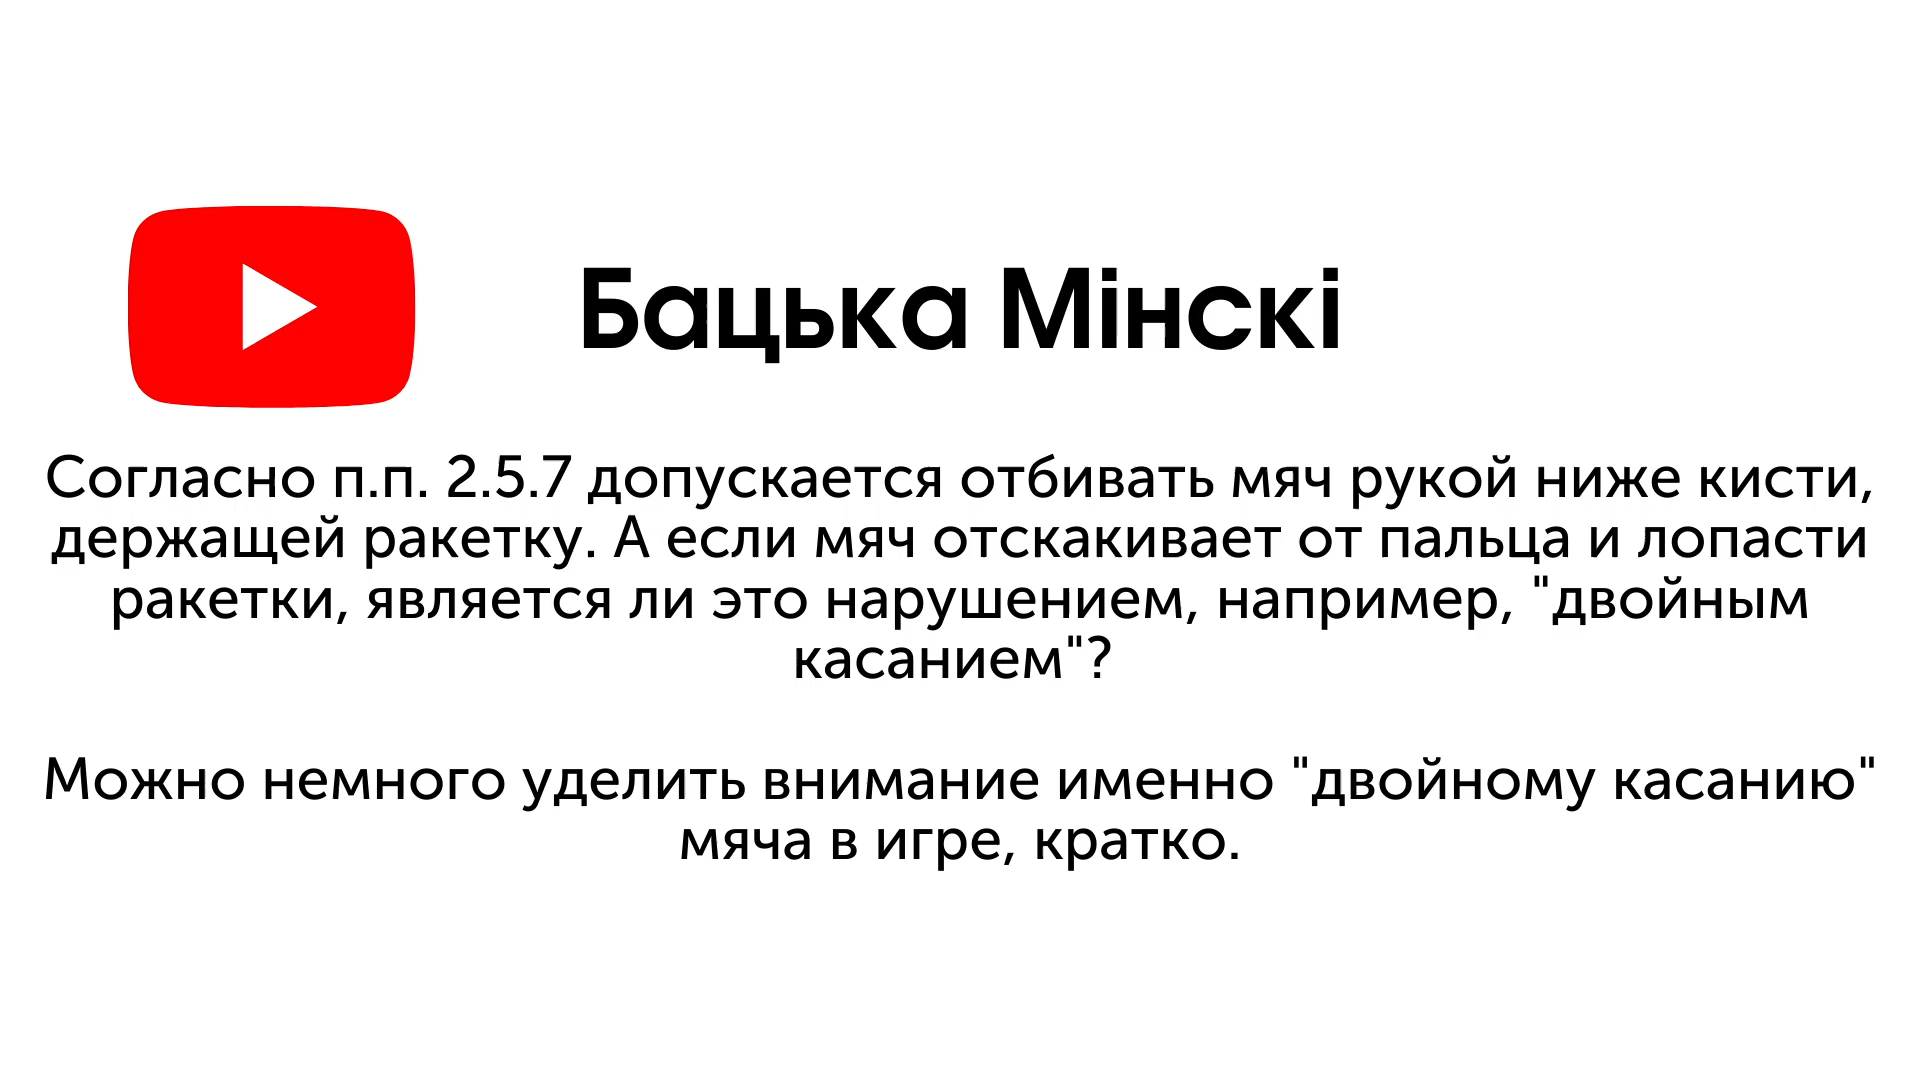 Бацька Мінскі
Согласно п.п. 2.5.7 допускается отбивать мяч рукой ниже кисти,
держащей ракетку. А если мяч отскакивает от пальца и лопасти
ракетки, является ли это нарушением, например, "двойным
касанием"?
Можно немного уделить внимание именно "двойному касанию"
мяча в игре, кратко.